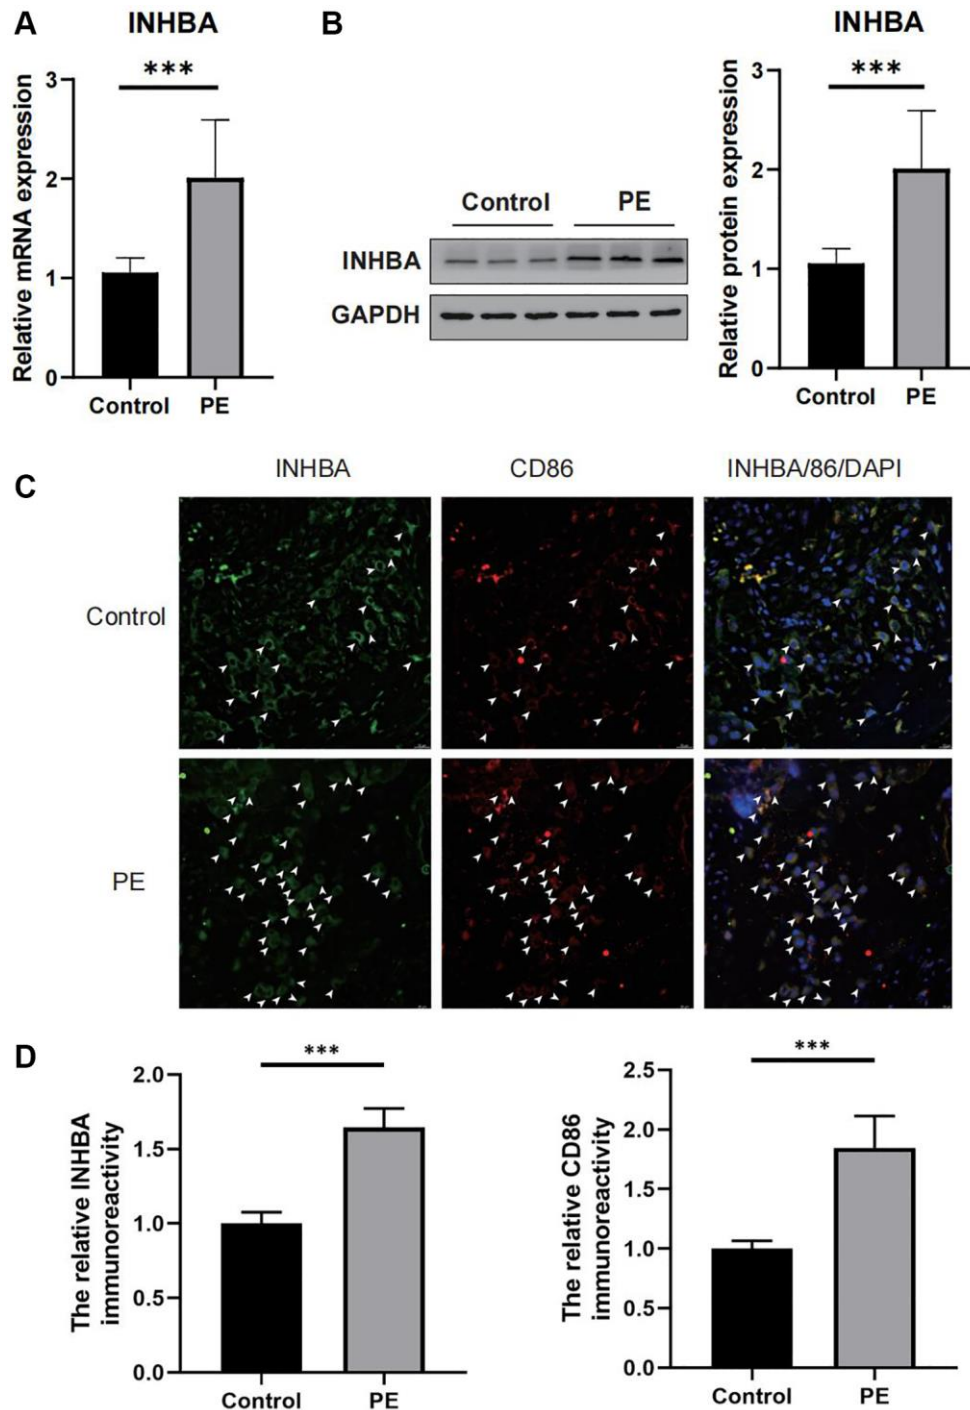 A
INHBA
***
Relative mRNA expression
3
2
1
0
Control PE
B
Control PE
INHBA
GAPDH
INHBA
***
Relative protein expression
3
2
1
0
Control PE
C
INHBA CD86 INHBA/86/DAPI
Control
PE
D
***
The relative INHBA
immunoreactivity
2.0
1.5
1.0
0.5
0.0
Control PE
***
The relative CD86
immunoreactivity
2.5
2.0
1.5
1.0
0.5
0.0
Control PE